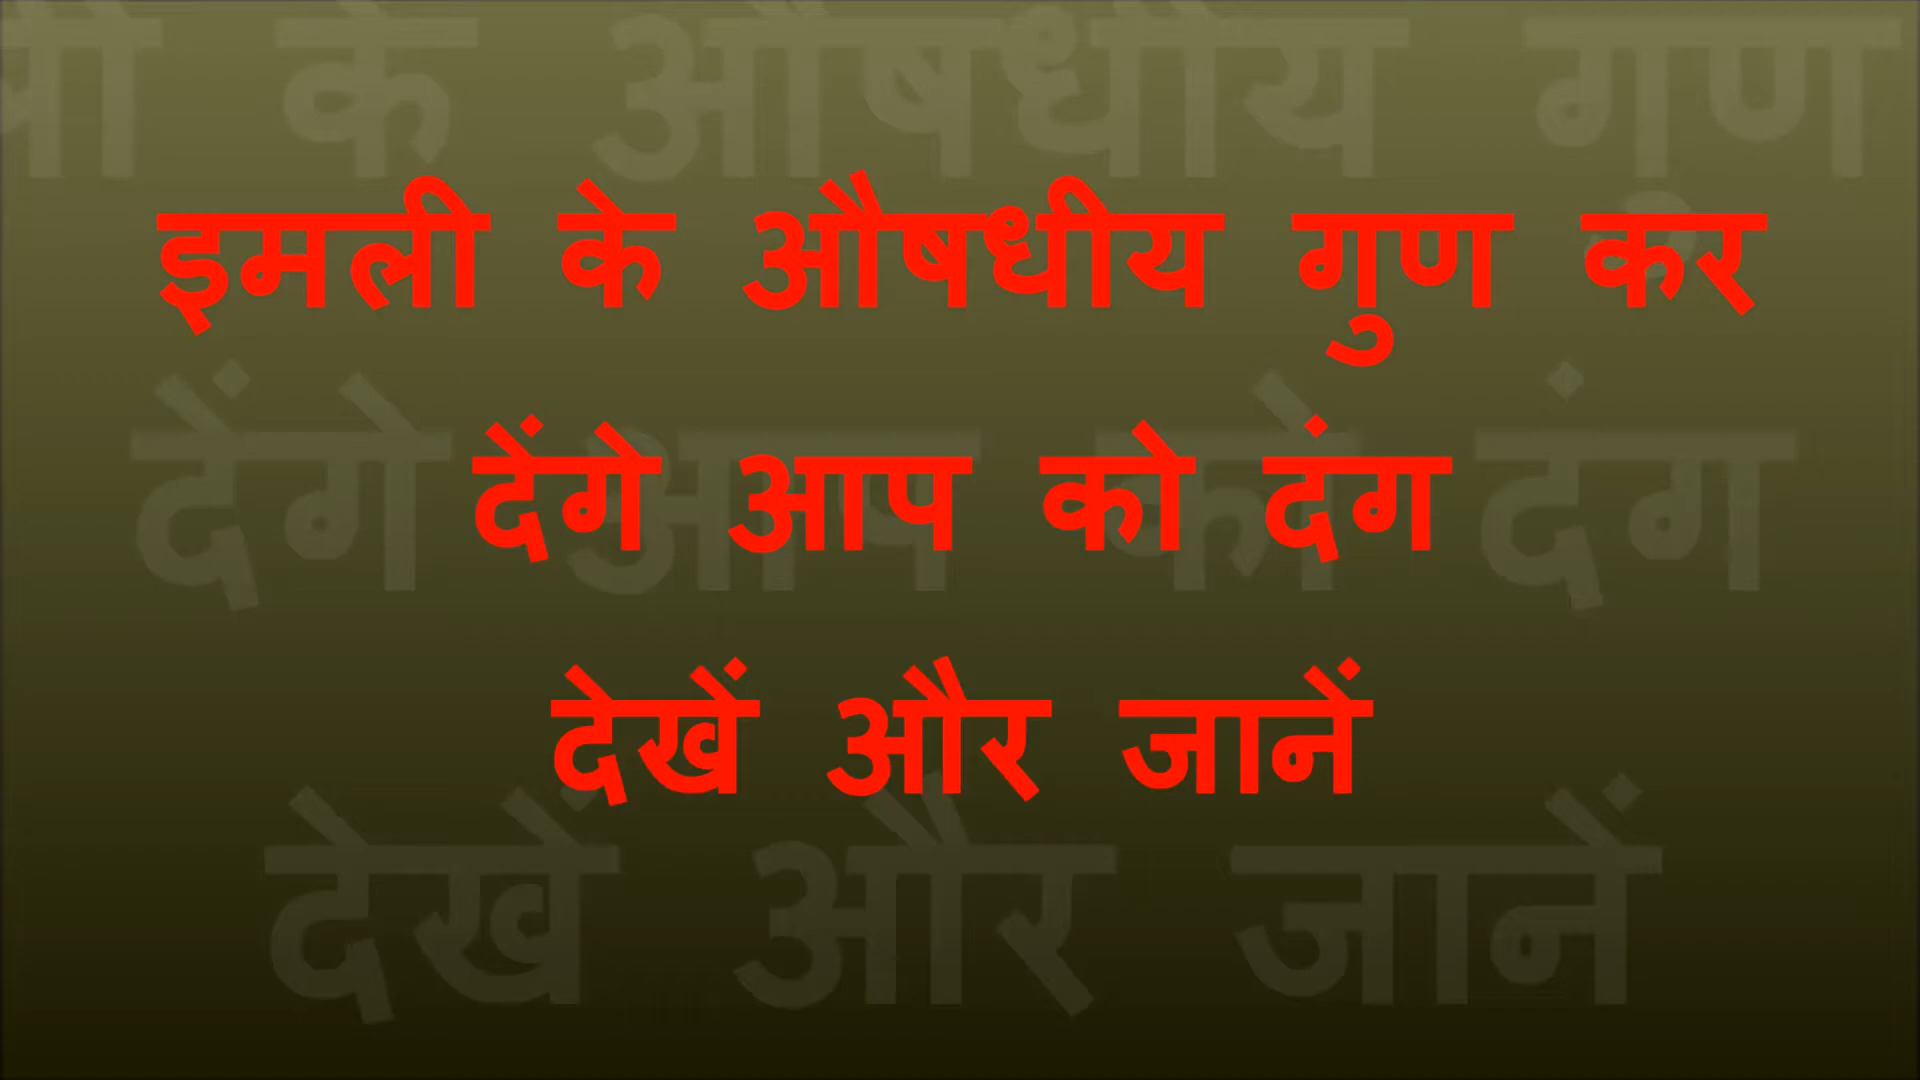 इमली के औषधीय गुण कर
देंगे आप को दंग
देखें और जानें